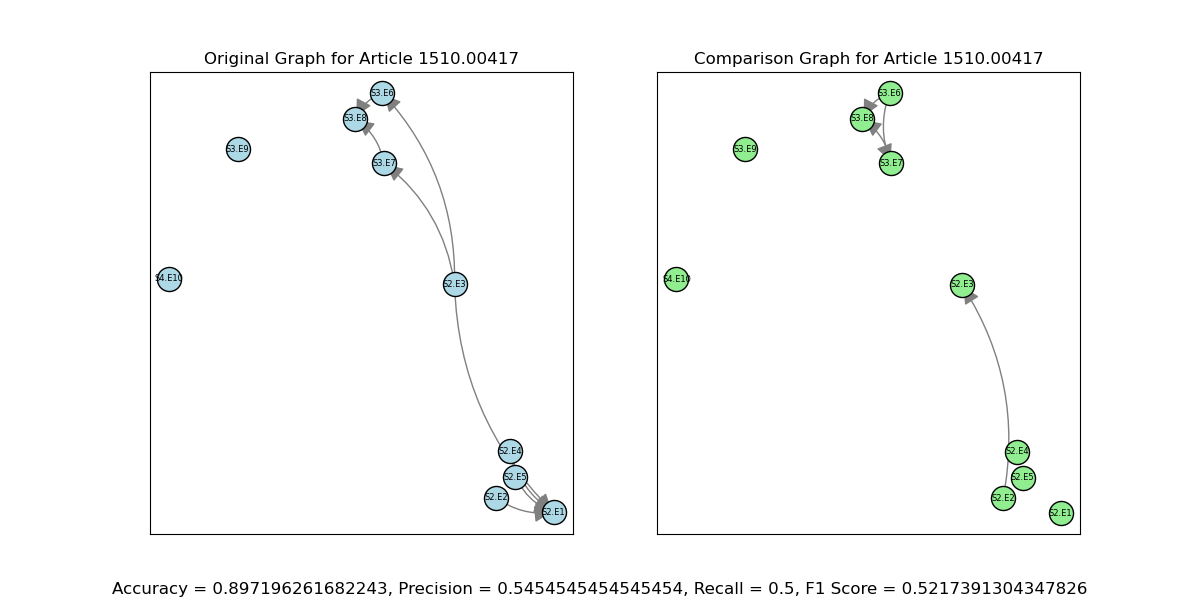 Original Graph for Article 1510.00417
S3.E6
S3.E8
S3.E9
S3.E7
S4.E10
S2.E3
S2.E4
S2.E5
S2.E2
S2.E1
Comparison Graph for Article 1510.00417
S3.E6
S3.E8
S3.E9
S3.E7
S4.E10
S2.E3
S2.E4
S2.E5
S2.E2
S2.E1
Accuracy = 0.897196261682243, Precision = 0.5454545454545454, Recall = 0.5, F1 Score = 0.5217391304347826